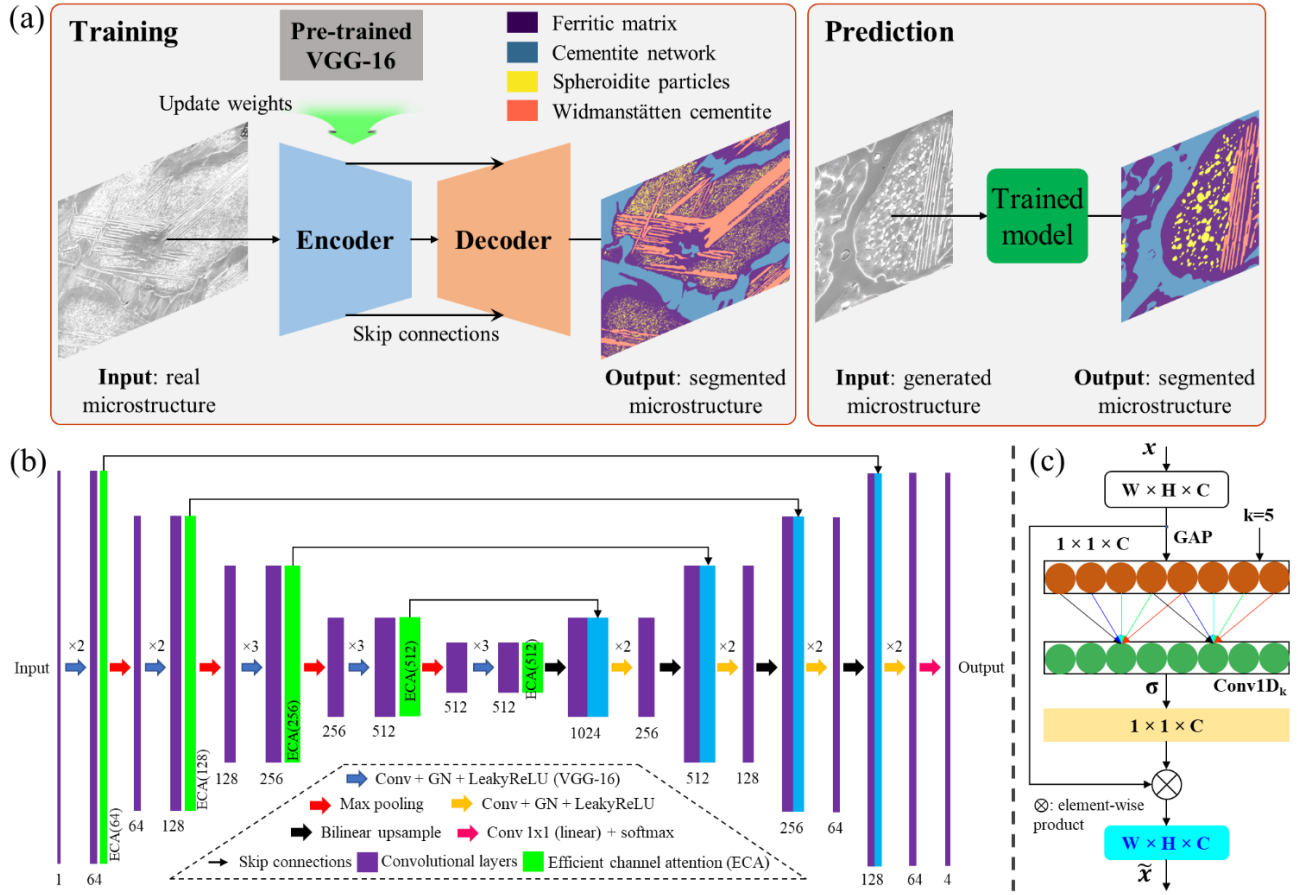 (a)
Training
Pre-trained
VGG-16
Update weights
Ferritic matrix
Cementite network
Spheroidite particles
Widmanstätten cementite
Encoder
Decoder
Skip connections
Input: real
microstructure
Output: segmented
microstructure
Prediction
Trained
model
Input: generated
microstructure
Output: segmented
microstructure
(b)
Input
×2
×2
×3
×3
×3
×2
×2
×2
×2
Output
1
64
ECA(64)
64
128
ECA(128)
128
256
ECA(256)
256
512
ECA(512)
512
512
ECA(512)
1024
256
512
128
256
64
128
64
4
Conv + GN + LeakyReLU (VGG-16)
Max pooling
Conv + GN + LeakyReLU
Bilinear upsample
Conv 1x1 (linear) + softmax
Skip connections
Convolutional layers
Efficient channel attention (ECA)
(c)
x
W × H × C
GAP
k=5
1 × 1 × C
σ
Conv1Dₖ
1 × 1 × C
⊗: element-wise
product
W × H × C
x̃